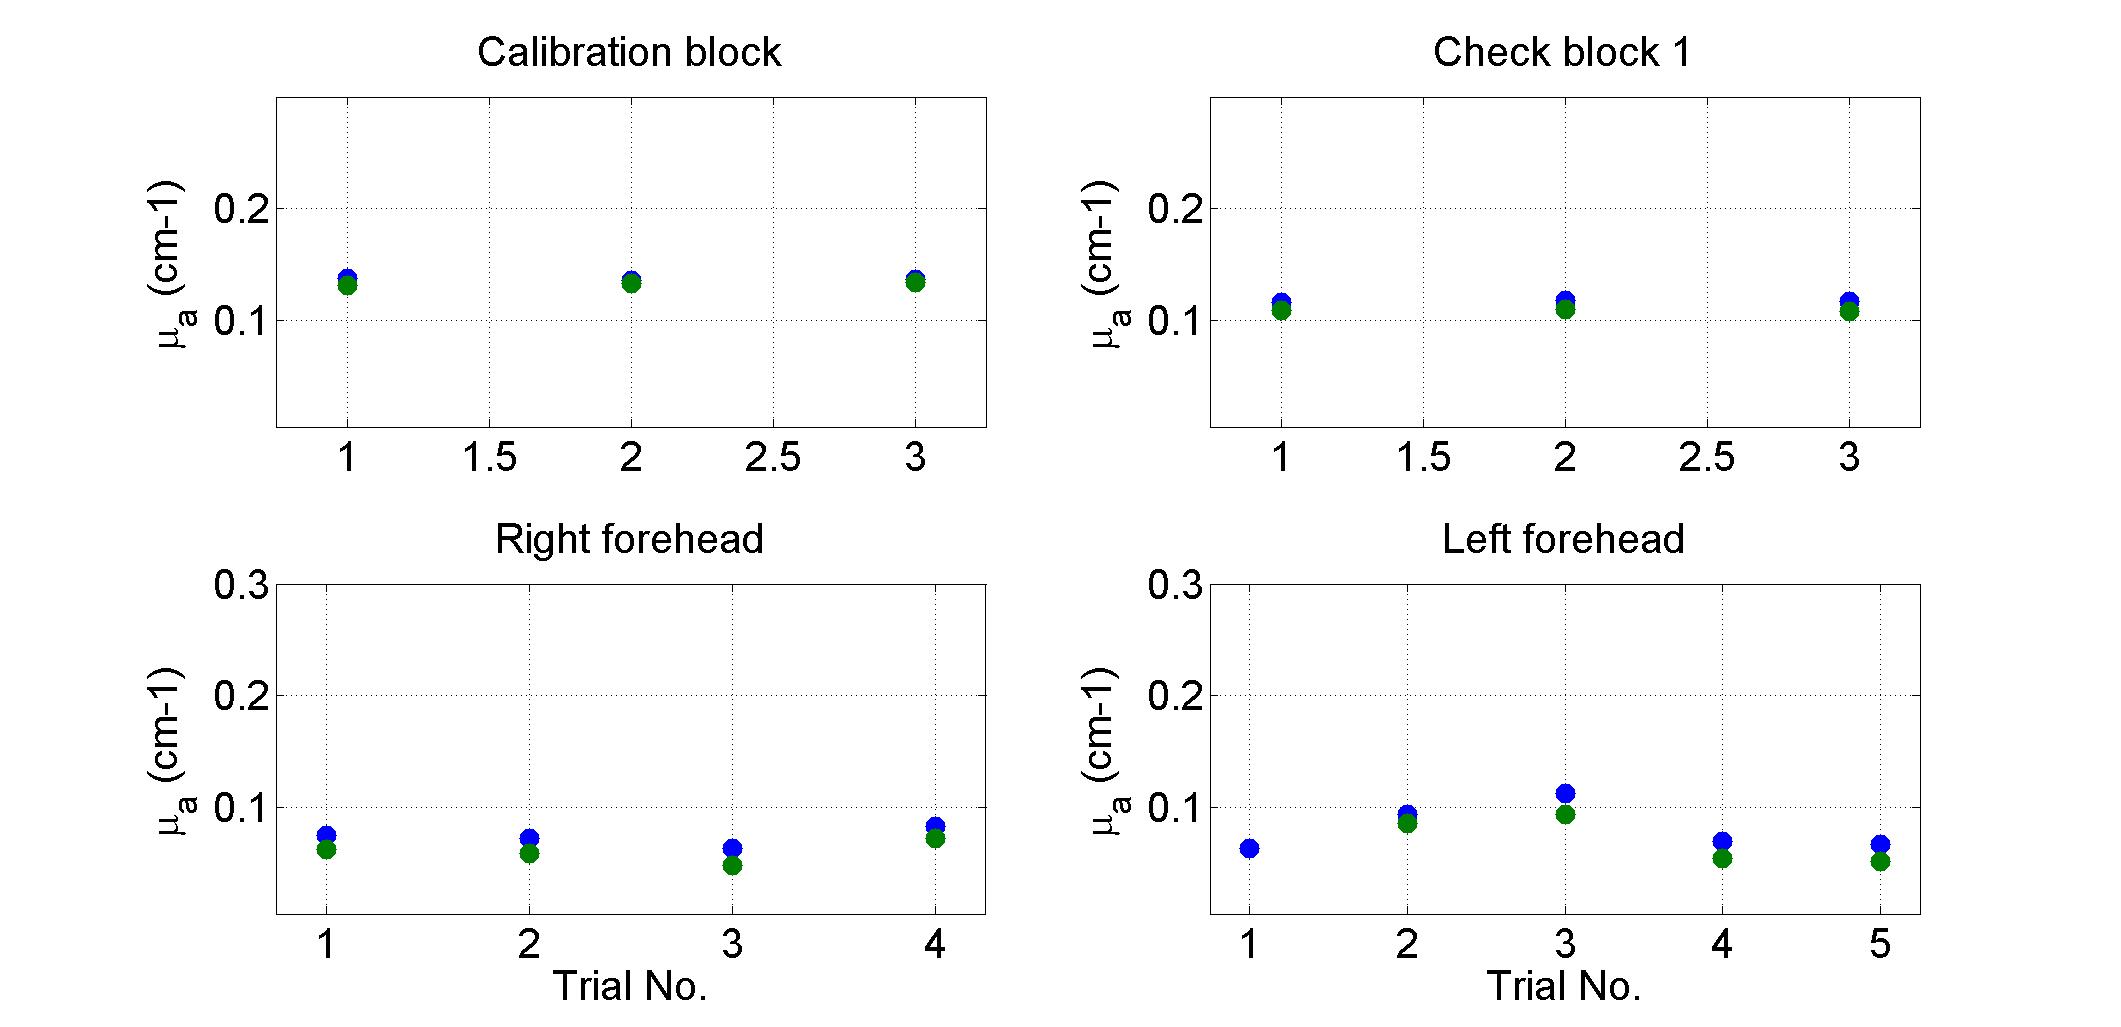 Calibration block
μa (cm-1)
0.2
0.1
1 1.5 2 2.5 3
Check block 1
μa (cm-1)
0.2
0.1
1 1.5 2 2.5 3
Right forehead
μa (cm-1)
0.3
0.2
0.1
1 2 3 4
Trial No.
Left forehead
μa (cm-1)
0.3
0.2
0.1
1 2 3 4 5
Trial No.